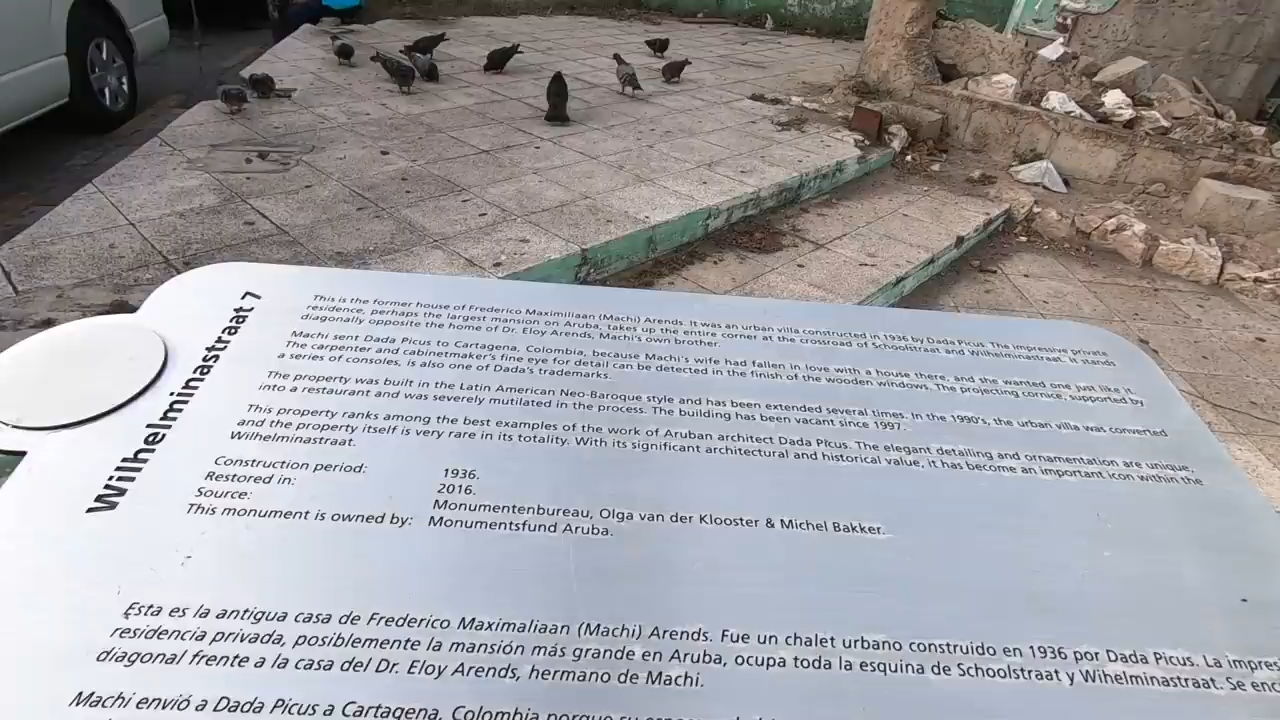 Wilhelminastraat 7
This is the former house of Frederico Maximiliaan (Machi) Arends. It was an urban villa constructed in 1936 by Dada Picus. The impressive private
residence, perhaps the largest mansion on Aruba, takes up the entire corner at the crossroad of Schoolstraat and Wilhelminastraat. It stands
diagonally opposite the home of Dr. Eloy Arends, Machi's own brother.
Machi sent Dada Picus to Cartagena, Colombia, because Machi's wife had fallen in love with a house there, and she wanted one just like it.
The carpenter and cabinetmaker's fine eye for detail can be detected in the finish of the wooden windows. The projecting cornice, supported by
a series of consoles, is also one of Dada's trademarks.
The property was built in the Latin American Neo-Baroque style and has been extended several times. In the 1990's, the urban villa was converted
into a restaurant and was severely mutilated in the process. The building has been vacant since 1997.
This property ranks among the best examples of the work of Aruban architect Dada Picus. The elegant detailing and ornamentation are unique,
and the property itself is very rare in its totality. With its significant architectural and historical value, it has become an important icon within the
Wilhelminastraat.
Construction period: 1936.
Restored in: 2016.
Source: Monumentenbureau, Olga van der Klooster & Michel Bakker.
This monument is owned by: Monumentsfund Aruba.
Esta es la antigua casa de Frederico Maximaliaan (Machi) Arends. Fue un chalet urbano construido en 1936 por Dada Picus. La impres
residencia privada, posiblemente la mansión más grande en Aruba, ocupa toda la esquina de Schoolstraat y Wihelminastraat. Se enc
diagonal frente a la casa del Dr. Eloy Arends, hermano de Machi.
Machi envió a Dada Picus a Cartagena, Colombia porque su